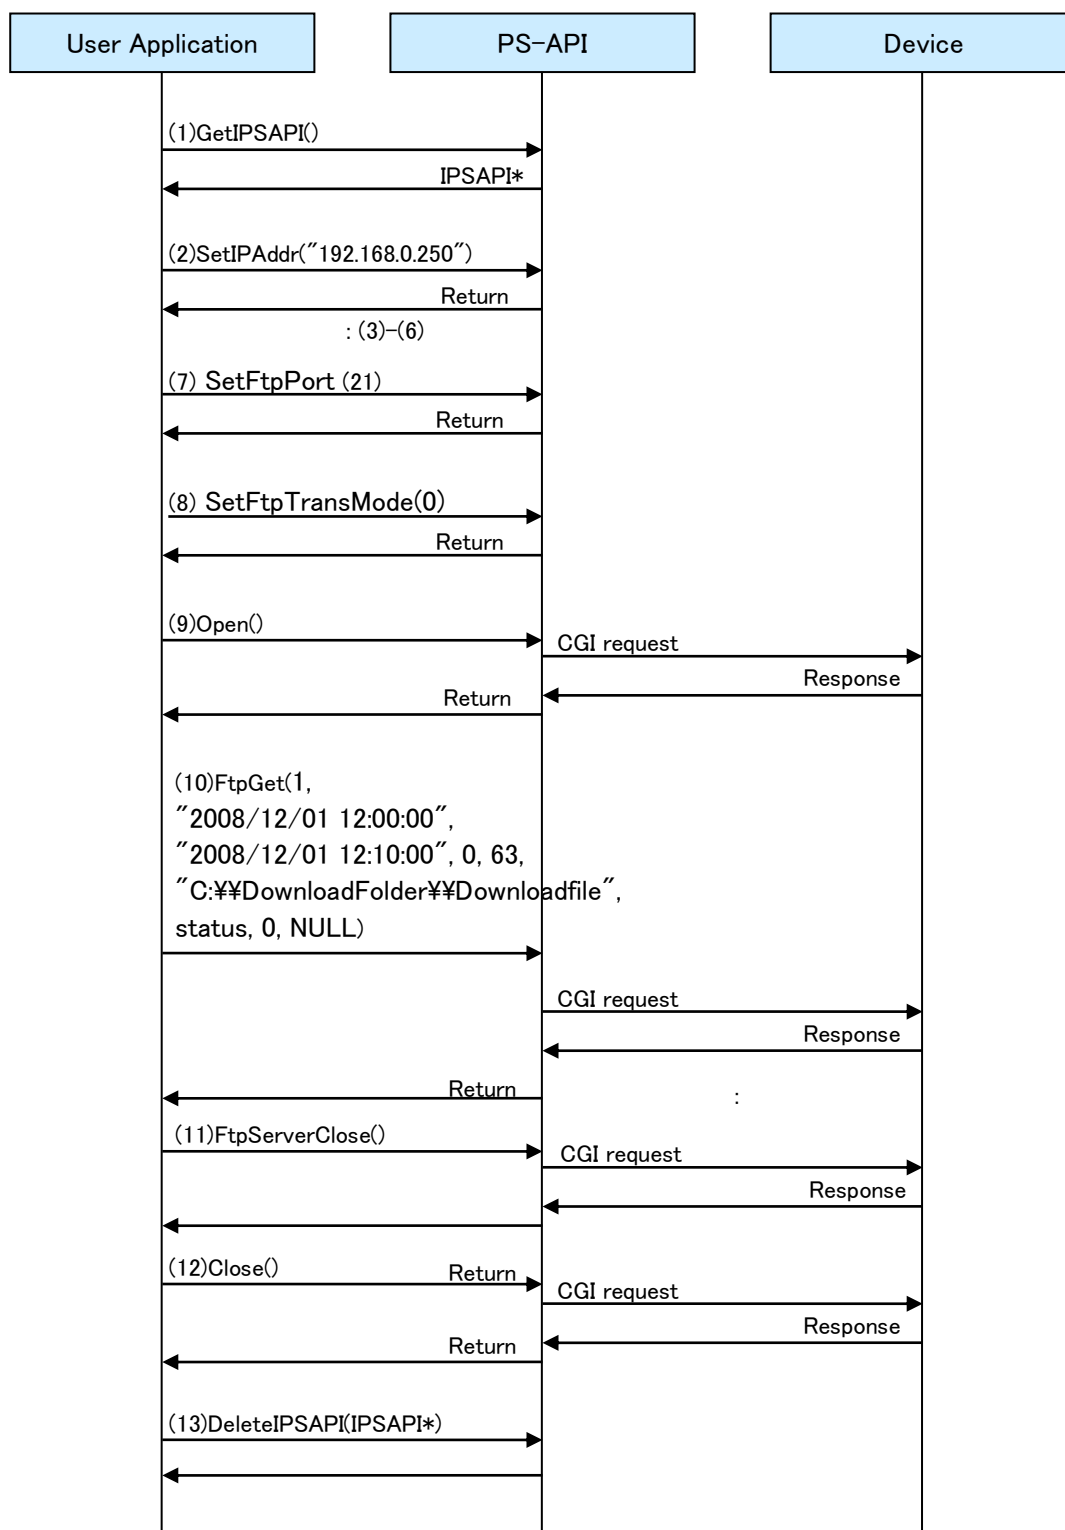 User Application
PS-API
Device
(1)GetIPSAPI()
IPSAPI*
(2)SetIPAddr("192.168.0.250")
Return
: (3)-(6)
(7) SetFtpPort (21)
Return
(8) SetFtpTransMode(0)
Return
(9)Open()
CGI request
Response
Return
(10)FtpGet(1,
"2008/12/01 12:00:00",
"2008/12/01 12:10:00", 0, 63,
"C:¥¥DownloadFolder¥¥Downloadfile",
status, 0, NULL)
CGI request
Response
Return
:
(11)FtpServerClose()
CGI request
Response
(12)Close()
Return
CGI request
Response
Return
(13)DeleteIPSAPI(IPSAPI*)